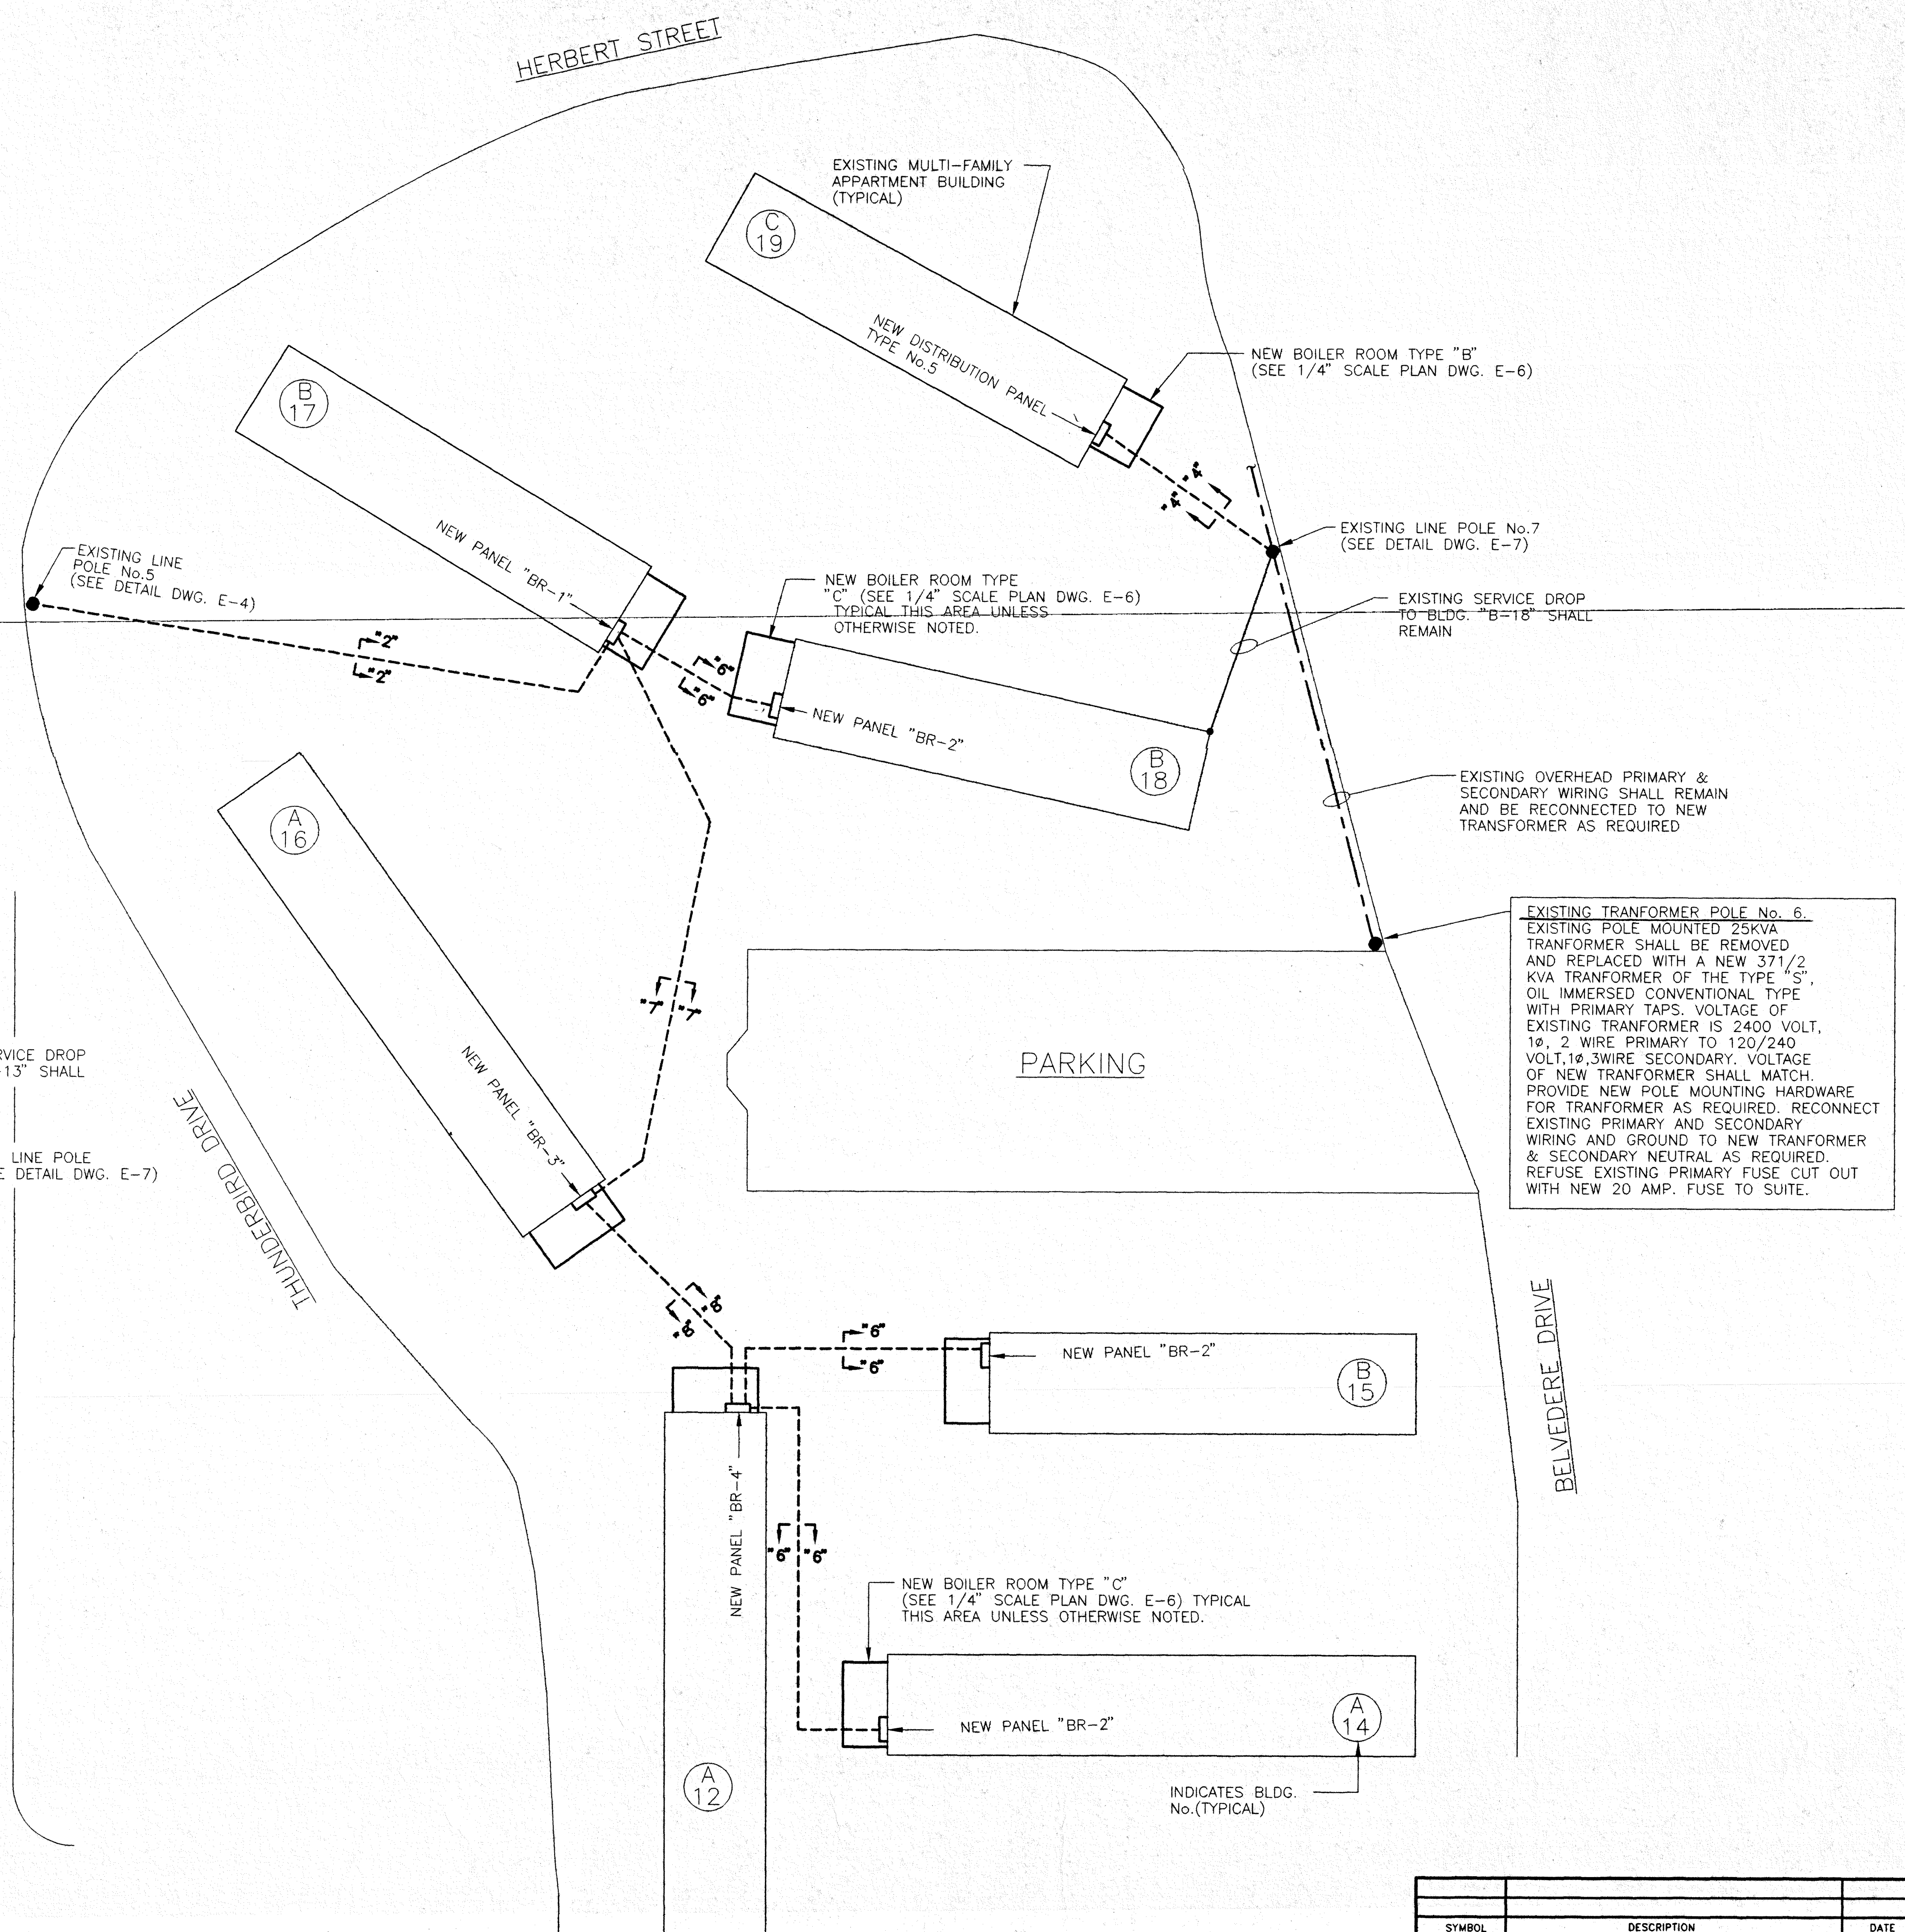 HERBERT STREET
EXISTING MULTI-FAMILY
APPARTMENT BUILDING
(TYPICAL)
C
19
NEW DISTRIBUTION PANEL
TYPE No.5
NEW BOILER ROOM TYPE "B"
(SEE 1/4" SCALE PLAN DWG. E-6)
B
17
"4"
"4"
NEW PANEL "BR-1"
EXISTING LINE POLE No.7
(SEE DETAIL DWG. E-7)
EXISTING LINE
POLE No.5
(SEE DETAIL DWG. E-4)
NEW BOILER ROOM TYPE
"C" (SEE 1/4" SCALE PLAN DWG. E-6)
TYPICAL THIS AREA UNLESS
OTHERWISE NOTED.
EXISTING SERVICE DROP
TO BLDG. "B-18" SHALL
REMAIN
"2"
"2"
"6"
"6"
NEW PANEL "BR-2"
B
18
EXISTING OVERHEAD PRIMARY &
SECONDARY WIRING SHALL REMAIN
AND BE RECONNECTED TO NEW
TRANSFORMER AS REQUIRED
A
16
EXISTING TRANFORMER POLE No. 6.
EXISTING POLE MOUNTED 25KVA
TRANFORMER SHALL BE REMOVED
AND REPLACED WITH A NEW 371/2
KVA TRANFORMER OF THE TYPE "S",
OIL IMMERSED CONVENTIONAL TYPE
WITH PRIMARY TAPS. VOLTAGE OF
EXISTING TRANFORMER IS 2400 VOLT,
1ø, 2 WIRE PRIMARY TO 120/240
VOLT,1ø,3WIRE SECONDARY. VOLTAGE
OF NEW TRANFORMER SHALL MATCH.
PROVIDE NEW POLE MOUNTING HARDWARE
FOR TRANFORMER AS REQUIRED. RECONNECT
EXISTING PRIMARY AND SECONDARY
WIRING AND GROUND TO NEW TRANFORMER
& SECONDARY NEUTRAL AS REQUIRED.
REFUSE EXISTING PRIMARY FUSE CUT OUT
WITH NEW 20 AMP. FUSE TO SUITE.
"7"
"7"
PARKING
RVICE DROP
-13" SHALL
LINE POLE
E DETAIL DWG. E-7)
THUNDERBIRD DRIVE
NEW PANEL "BR-3"
"8"
"8"
BELVEDERE DRIVE
"6"
"6"
NEW PANEL "BR-2"
B
15
NEW PANEL "BR-4"
"6"
"6"
NEW BOILER ROOM TYPE "C"
(SEE 1/4" SCALE PLAN DWG. E-6) TYPICAL
THIS AREA UNLESS OTHERWISE NOTED.
NEW PANEL "BR-2"
A
14
A
12
INDICATES BLDG.
No.(TYPICAL)
SYMBOL DESCRIPTION DATE